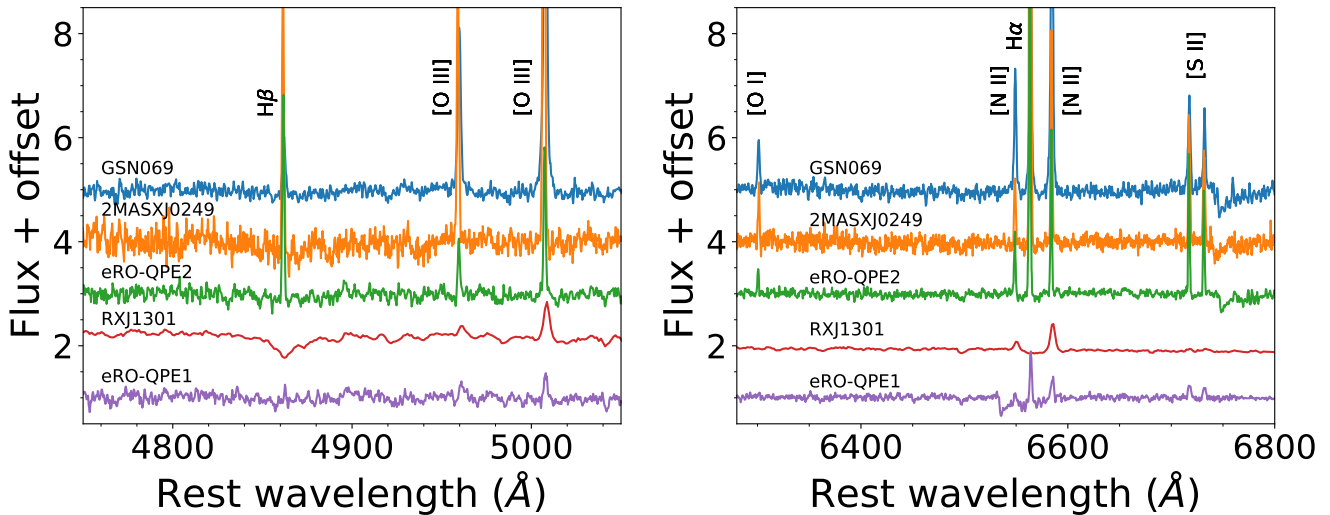 8
6
4
2
Flux + offset
Hβ
[O III]
[O III]
GSN069
2MASXJ0249
eRO-QPE2
RXJ1301
eRO-QPE1
4800
4900
5000
Rest wavelength (Å)
8
6
4
2
Flux + offset
[O I]
[N II]
Hα
[N II]
[S II]
GSN069
2MASXJ0249
eRO-QPE2
RXJ1301
eRO-QPE1
6400
6600
6800
Rest wavelength (Å)